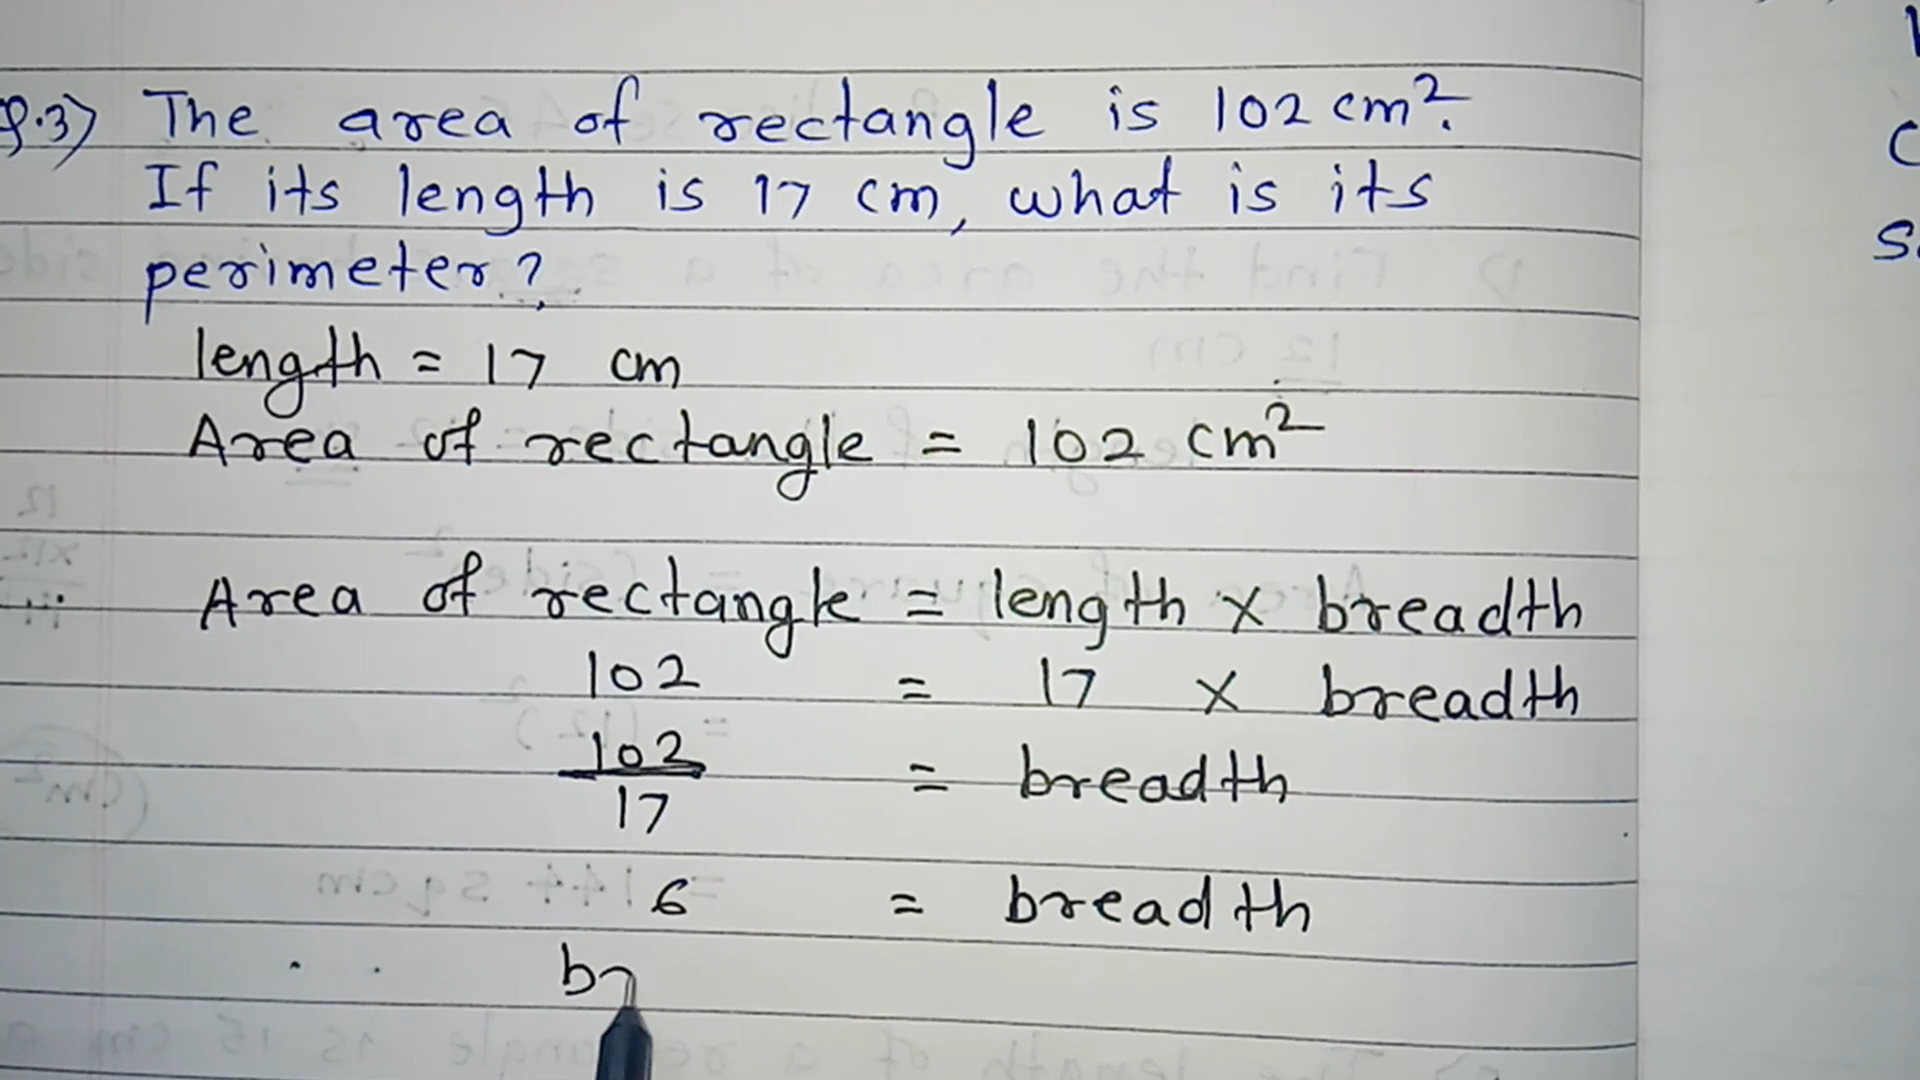 Q.3) The area of rectangle is 102 cm².
If its length is 17 cm, what is its
perimeter?
length = 17 cm
Area of rectangle = 102 cm²
Area of rectangle = length × breadth
102 = 17 × breadth
102/17 = breadth
6 = breadth
br